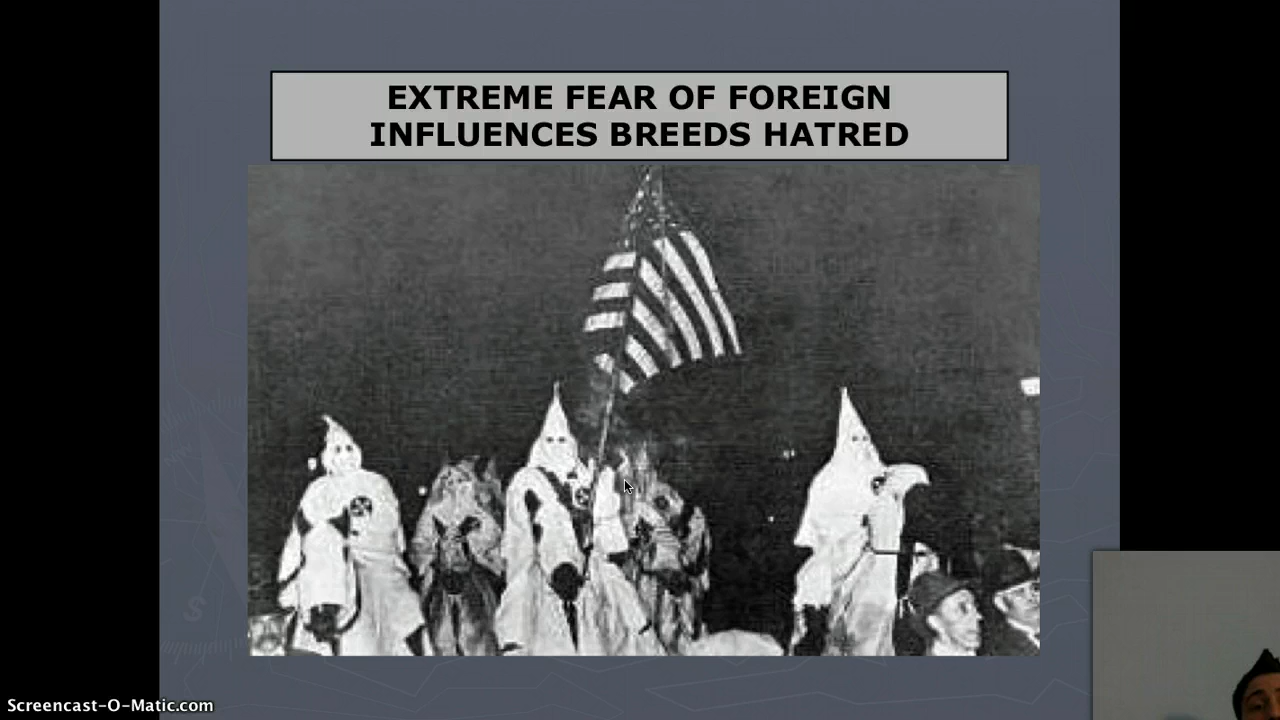 EXTREME FEAR OF FOREIGN
INFLUENCES BREEDS HATRED
Screencast-O-Matic.com